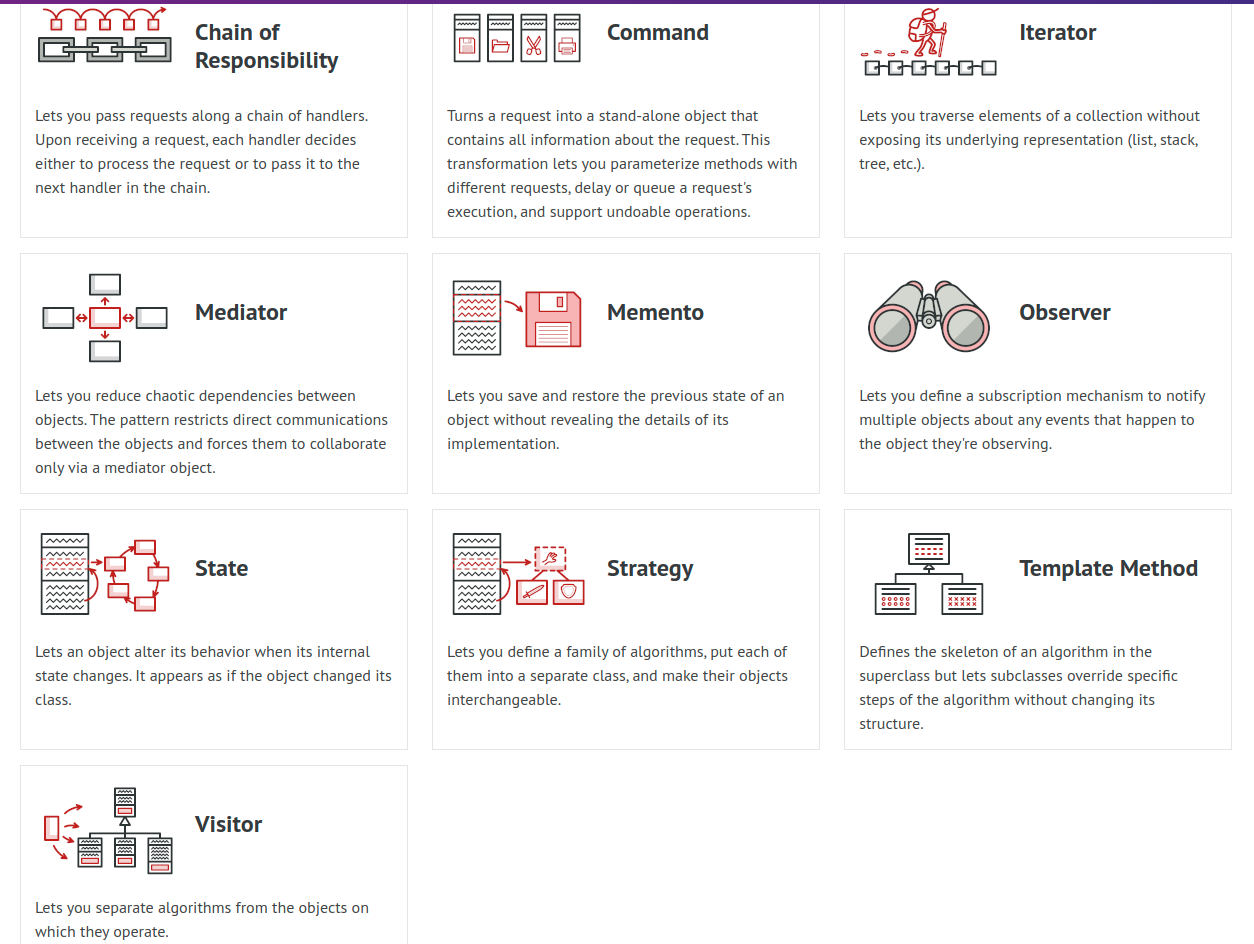 Chain of
Responsibility
Lets you pass requests along a chain of handlers.
Upon receiving a request, each handler decides
either to process the request or to pass it to the
next handler in the chain.
Command
Turns a request into a stand-alone object that
contains all information about the request. This
transformation lets you parameterize methods with
different requests, delay or queue a request's
execution, and support undoable operations.
Iterator
Lets you traverse elements of a collection without
exposing its underlying representation (list, stack,
tree, etc.).
Mediator
Lets you reduce chaotic dependencies between
objects. The pattern restricts direct communications
between the objects and forces them to collaborate
only via a mediator object.
Memento
Lets you save and restore the previous state of an
object without revealing the details of its
implementation.
Observer
Lets you define a subscription mechanism to notify
multiple objects about any events that happen to
the object they're observing.
State
Lets an object alter its behavior when its internal
state changes. It appears as if the object changed its
class.
Strategy
Lets you define a family of algorithms, put each of
them into a separate class, and make their objects
interchangeable.
Template Method
Defines the skeleton of an algorithm in the
superclass but lets subclasses override specific
steps of the algorithm without changing its
structure.
Visitor
Lets you separate algorithms from the objects on
which they operate.